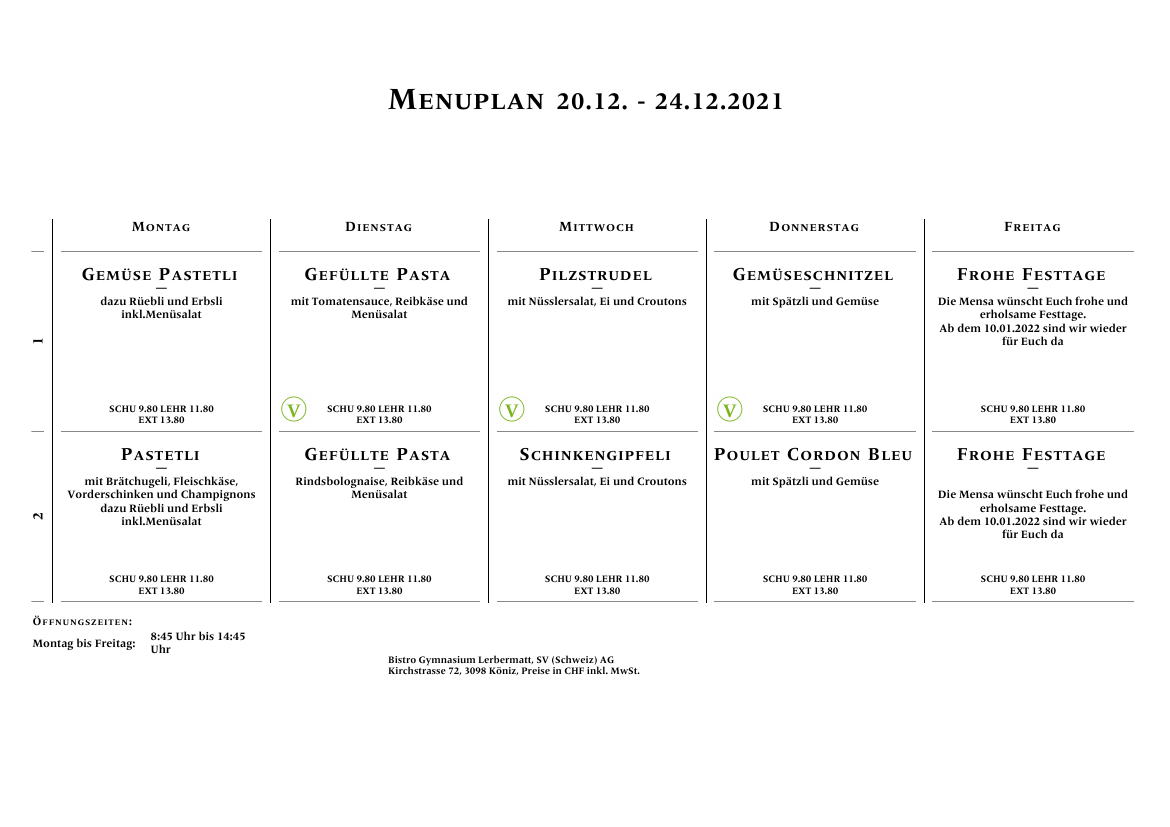 Menuplan 20.12. - 24.12.2021
Montag
Dienstag
Mittwoch
Donnerstag
Freitag
1
Gemüse Pastetli
—
dazu Rüebli und Erbsli
inkl.Menüsalat
SCHU 9.80 LEHR 11.80
EXT 13.80
Gefüllte Pasta
—
mit Tomatensauce, Reibkäse und
Menüsalat
V
SCHU 9.80 LEHR 11.80
EXT 13.80
Pilzstrudel
—
mit Nüsslersalat, Ei und Croutons
V
SCHU 9.80 LEHR 11.80
EXT 13.80
Gemüseschnitzel
—
mit Spätzli und Gemüse
V
SCHU 9.80 LEHR 11.80
EXT 13.80
Frohe Festtage
—
Die Mensa wünscht Euch frohe und
erholsame Festtage.
Ab dem 10.01.2022 sind wir wieder
für Euch da
SCHU 9.80 LEHR 11.80
EXT 13.80
2
Pastetli
—
mit Brätchugeli, Fleischkäse,
Vorderschinken und Champignons
dazu Rüebli und Erbsli
inkl.Menüsalat
SCHU 9.80 LEHR 11.80
EXT 13.80
Gefüllte Pasta
—
Rindsbolognaise, Reibkäse und
Menüsalat
SCHU 9.80 LEHR 11.80
EXT 13.80
Schinkengipfeli
—
mit Nüsslersalat, Ei und Croutons
SCHU 9.80 LEHR 11.80
EXT 13.80
Poulet Cordon Bleu
—
mit Spätzli und Gemüse
SCHU 9.80 LEHR 11.80
EXT 13.80
Frohe Festtage
—
Die Mensa wünscht Euch frohe und
erholsame Festtage.
Ab dem 10.01.2022 sind wir wieder
für Euch da
SCHU 9.80 LEHR 11.80
EXT 13.80
Öffnungszeiten:
Montag bis Freitag: 8:45 Uhr bis 14:45
Uhr
Bistro Gymnasium Lerbermatt, SV (Schweiz) AG
Kirchstrasse 72, 3098 Köniz, Preise in CHF inkl. MwSt.